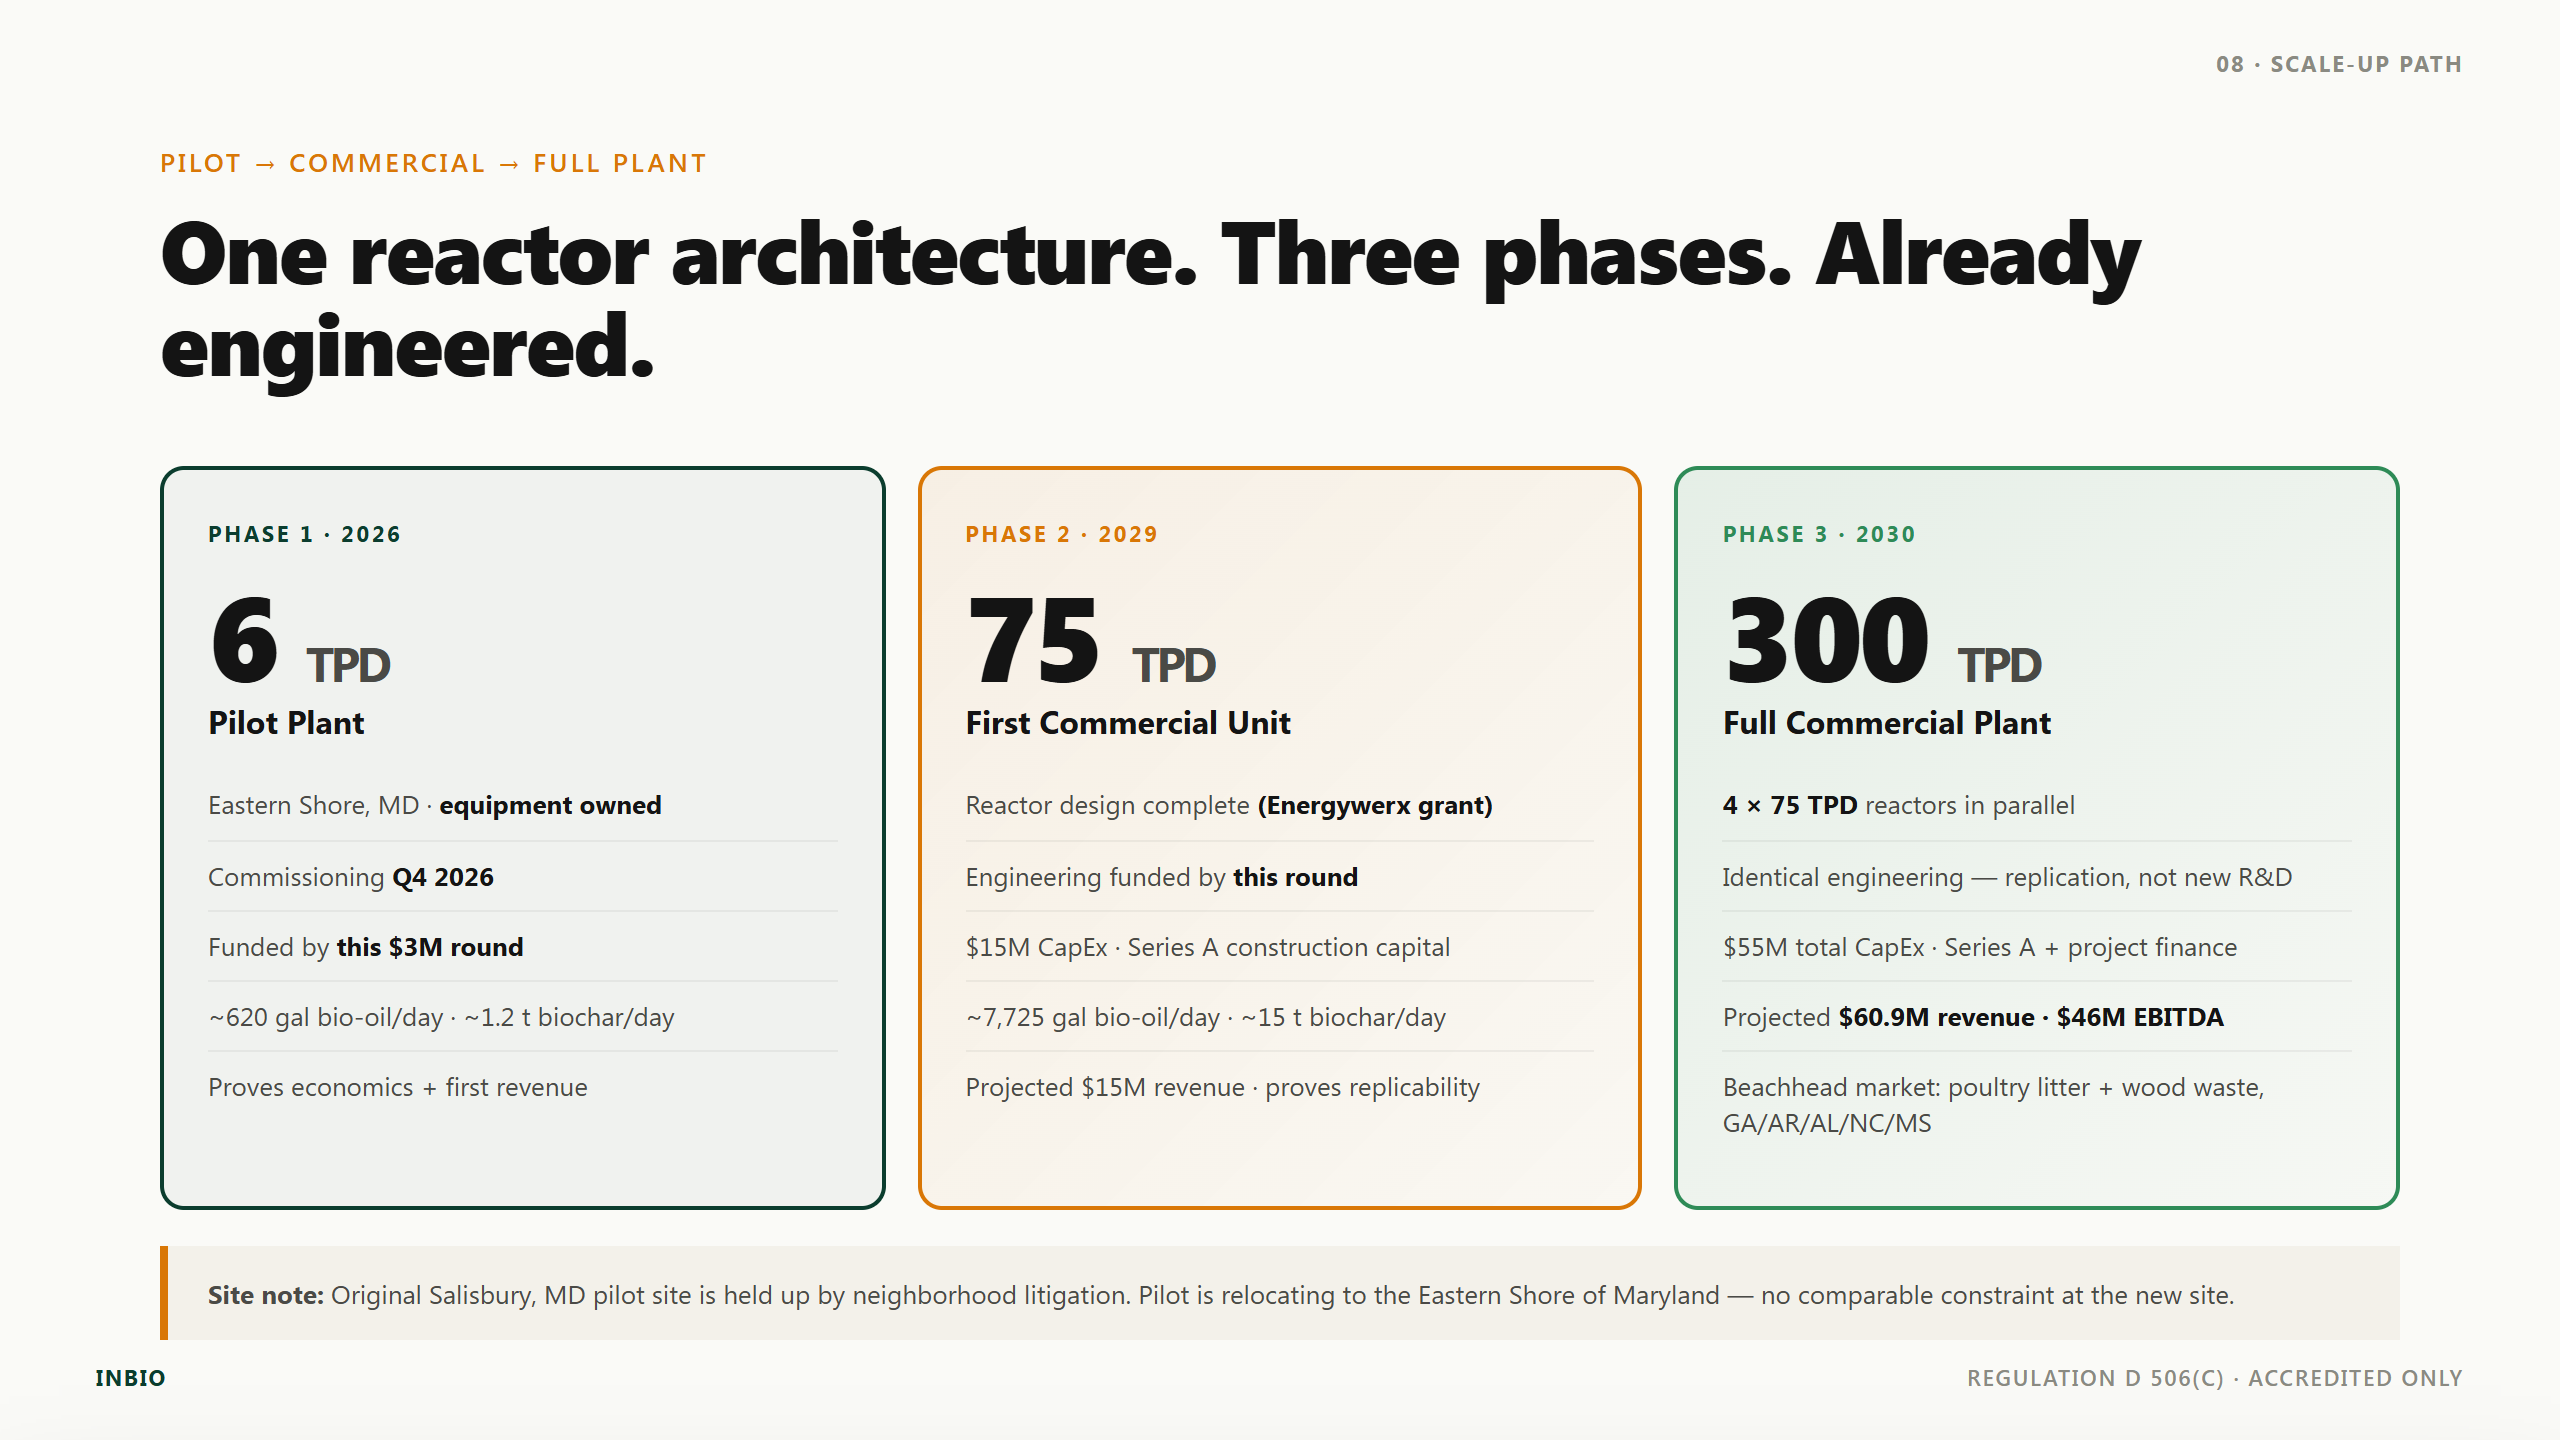 08 · SCALE-UP PATH
PILOT → COMMERCIAL → FULL PLANT
One reactor architecture. Three phases. Already
engineered.
PHASE 1 · 2026
6 TPD
Pilot Plant
Eastern Shore, MD · equipment owned
Commissioning Q4 2026
Funded by this $3M round
~620 gal bio-oil/day · ~1.2 t biochar/day
Proves economics + first revenue
PHASE 2 · 2029
75 TPD
First Commercial Unit
Reactor design complete (Energywerx grant)
Engineering funded by this round
$15M CapEx · Series A construction capital
~7,725 gal bio-oil/day · ~15 t biochar/day
Projected $15M revenue · proves replicability
PHASE 3 · 2030
300 TPD
Full Commercial Plant
4 × 75 TPD reactors in parallel
Identical engineering — replication, not new R&D
$55M total CapEx · Series A + project finance
Projected $60.9M revenue · $46M EBITDA
Beachhead market: poultry litter + wood waste,
GA/AR/AL/NC/MS
Site note: Original Salisbury, MD pilot site is held up by neighborhood litigation. Pilot is relocating to the Eastern Shore of Maryland — no comparable constraint at the new site.
INBIO
REGULATION D 506(C) · ACCREDITED ONLY